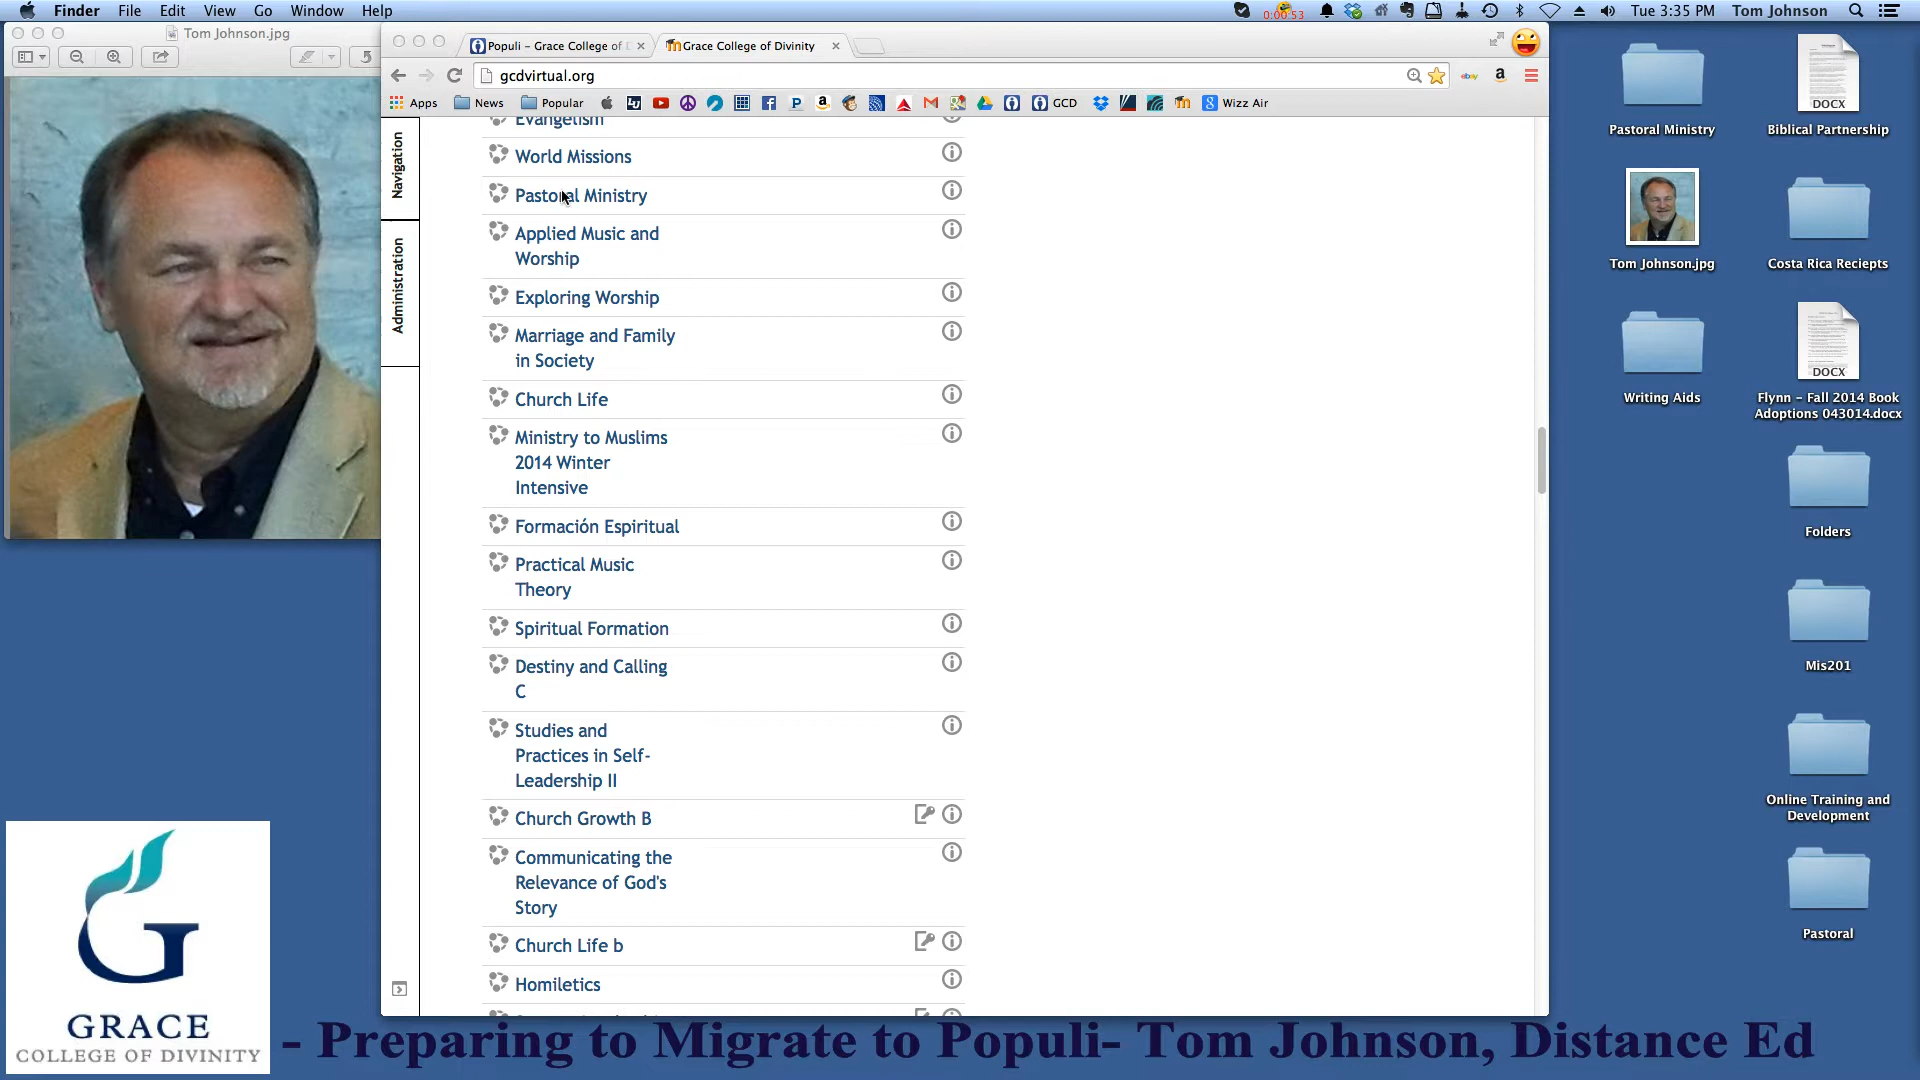 Finder File Edit View Go Window Help
0:00:53
Tue 3:35 PM Tom Johnson
Tom Johnson.jpg
Populi - Grace College of D
Grace College of Divinity
gcdvirtual.org
Apps News Popular GCD Wizz Air
Navigation
Administration
Evangelism
World Missions
Pastoral Ministry
Applied Music and
Worship
Exploring Worship
Marriage and Family
in Society
Church Life
Ministry to Muslims
2014 Winter
Intensive
Formación Espiritual
Practical Music
Theory
Spiritual Formation
Destiny and Calling
C
Studies and
Practices in Self-
Leadership II
Church Growth B
Communicating the
Relevance of God's
Story
Church Life b
Homiletics
Pastoral Ministry
DOCX
Biblical Partnership
Tom Johnson.jpg
Costa Rica Reciepts
Writing Aids
DOCX
Flynn - Fall 2014 Book
Adoptions 043014.docx
Folders
Mis201
Online Training and
Development
Pastoral
GRACE
COLLEGE OF DIVINITY
- Preparing to Migrate to Populi- Tom Johnson, Distance Ed